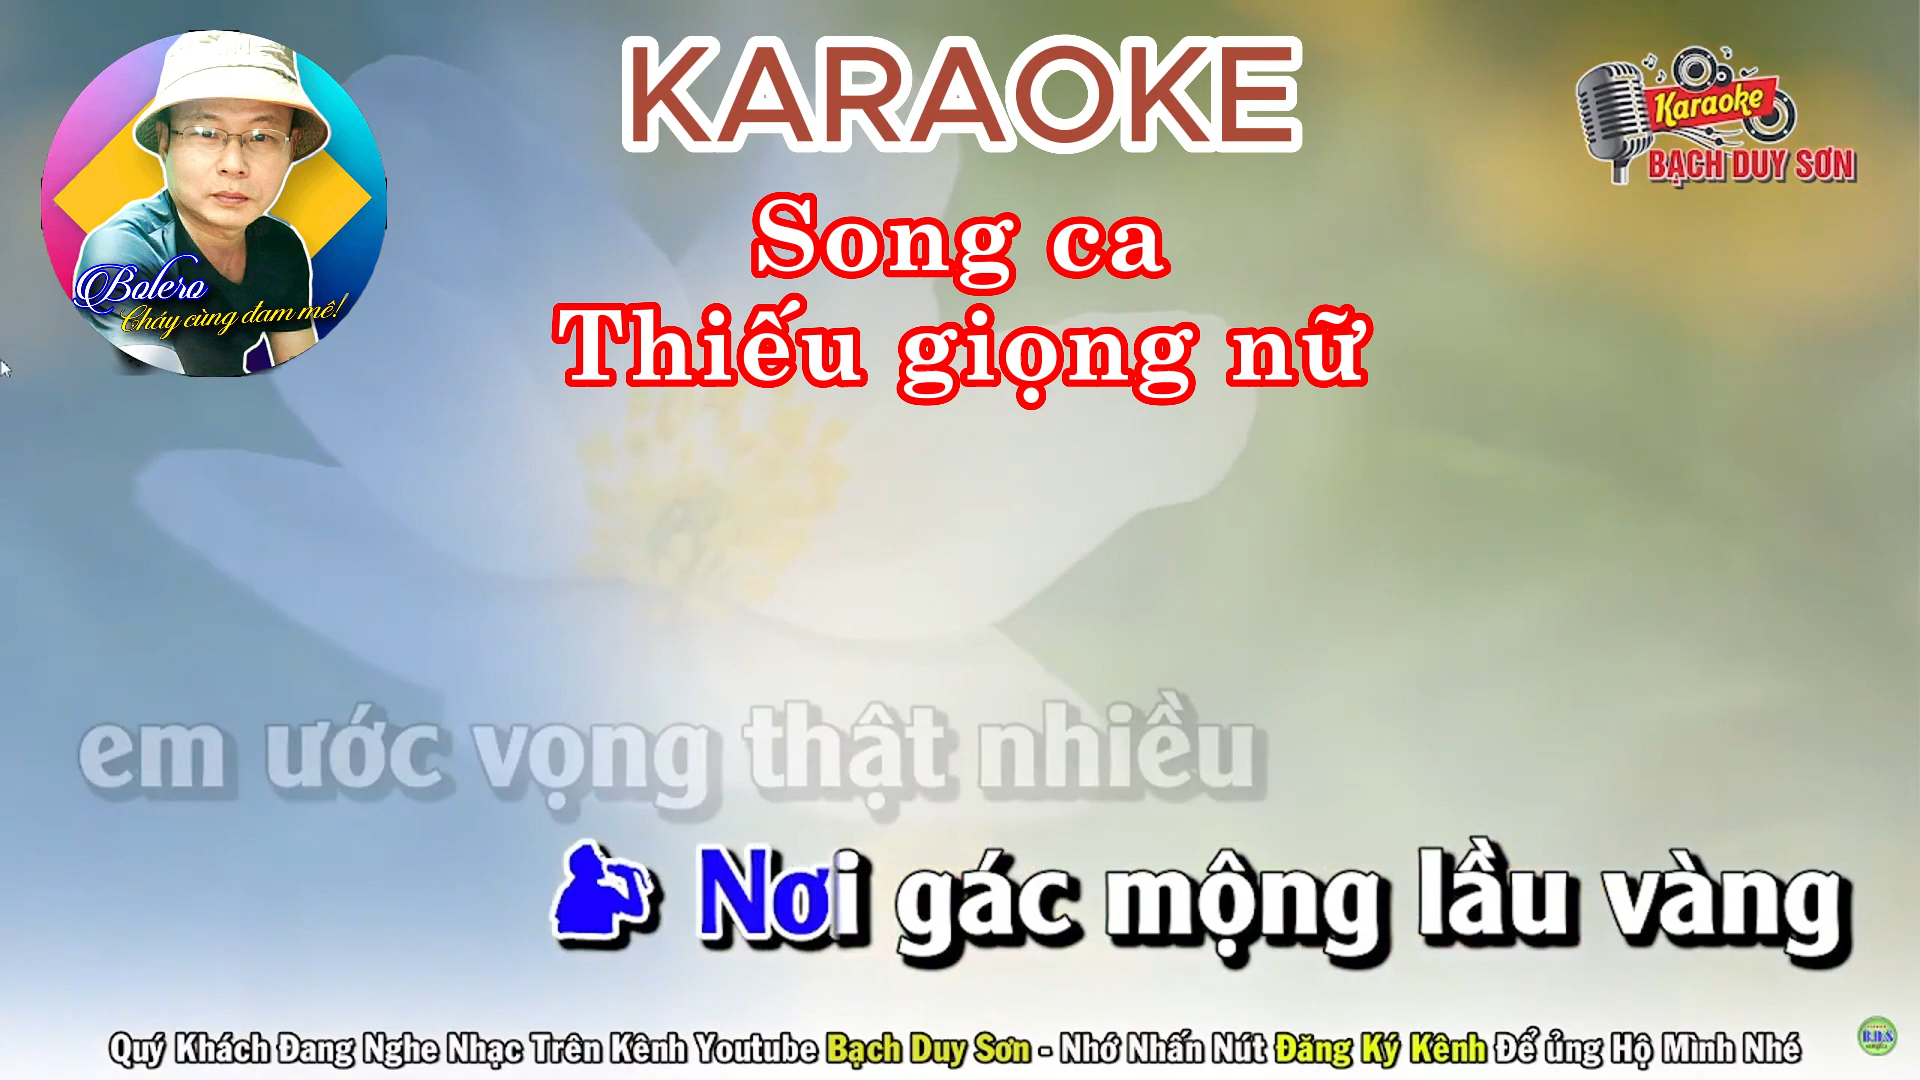 KARAOKE
Karaoke
BẠCH DUY SƠN
Song ca
Thiếu giọng nữ
Bolero
Cháy cùng đam mê!
em ước vọng thật nhiều
Nơi gác mộng lầu vàng
Quý Khách Đang Nghe Nhạc Trên Kênh Youtube Bạch Duy Sơn - Nhớ Nhấn Nút Đăng Ký Kênh Để ủng Hộ Mình Nhé
B.D.S